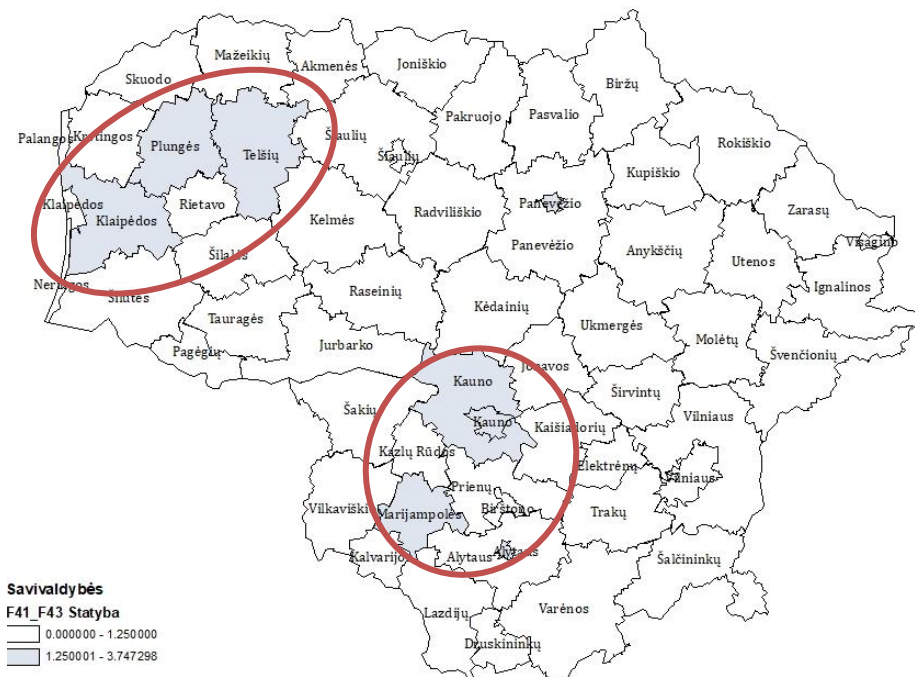 Mažeikių
Akmenės
Joniškio
Skuodo
Biržų
Pakruojo
Pasvalio
Palangos
Kretingos
Plungės
Telšių
Šiaulių
Šiaulių
Rokiškio
Kupiškio
Klaipėdos
Klaipėdos
Rietavo
Kelmės
Radviliškio
Panevėžio
Panevėžio
Anykščių
Zarasų
Visagino
Utenos
Ignalinos
Šilalės
Neringos
Šilutės
Raseinių
Kėdainių
Tauragės
Ukmergės
Molėtų
Pagėgių
Jurbarko
Jonavos
Švenčionių
Kauno
Širvintų
Šakių
Kauno
Kaišiadorių
Vilniaus
Kazlų Rūdos
Elektrėnų
Vilniaus
Prienų
Vilkaviškio
Marijampolės
Birštono
Trakų
Kalvarijos
Alytaus
Alytaus
Šalčininkų
Lazdijų
Varėnos
Druskininkų
Savivaldybės
F41_F43 Statyba
0.000000 - 1.250000
1.250001 - 3.747298